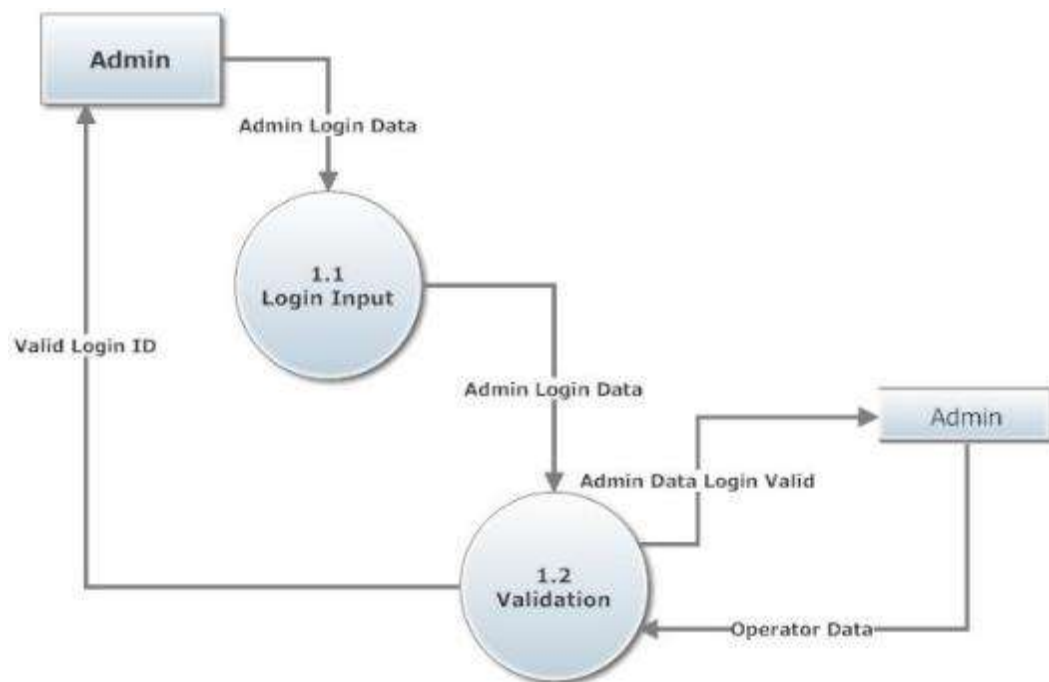 Admin
Admin Login Data
1.1
Login Input
Valid Login ID
Admin Login Data
Admin
Admin Data Login Valid
1.2
Validation
Operator Data